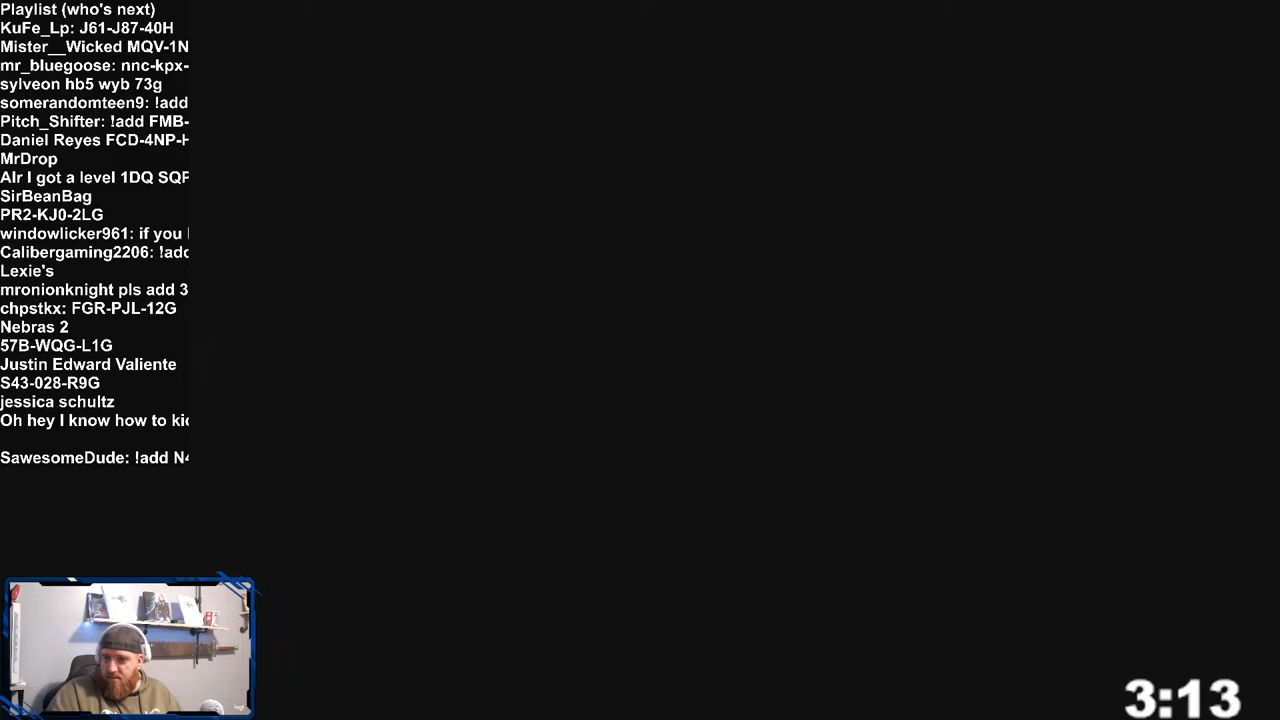 Playlist (who's next)
KuFe_Lp: J61-J87-40H
Mister__Wicked MQV-1N
mr_bluegoose: nnc-kpx-
sylveon hb5 wyb 73g
somerandomteen9: !add
Pitch_Shifter: !add FMB-
Daniel Reyes FCD-4NP-H
MrDrop
Alr I got a level 1DQ SQP
SirBeanBag
PR2-KJ0-2LG
windowlicker961: if you
Calibergaming2206: !add
Lexie's
mronionknight pls add 3
chpstkx: FGR-PJL-12G
Nebras 2
57B-WQG-L1G
Justin Edward Valiente
S43-028-R9G
jessica schultz
Oh hey I know how to kic
SawesomeDude: !add N4
3:13